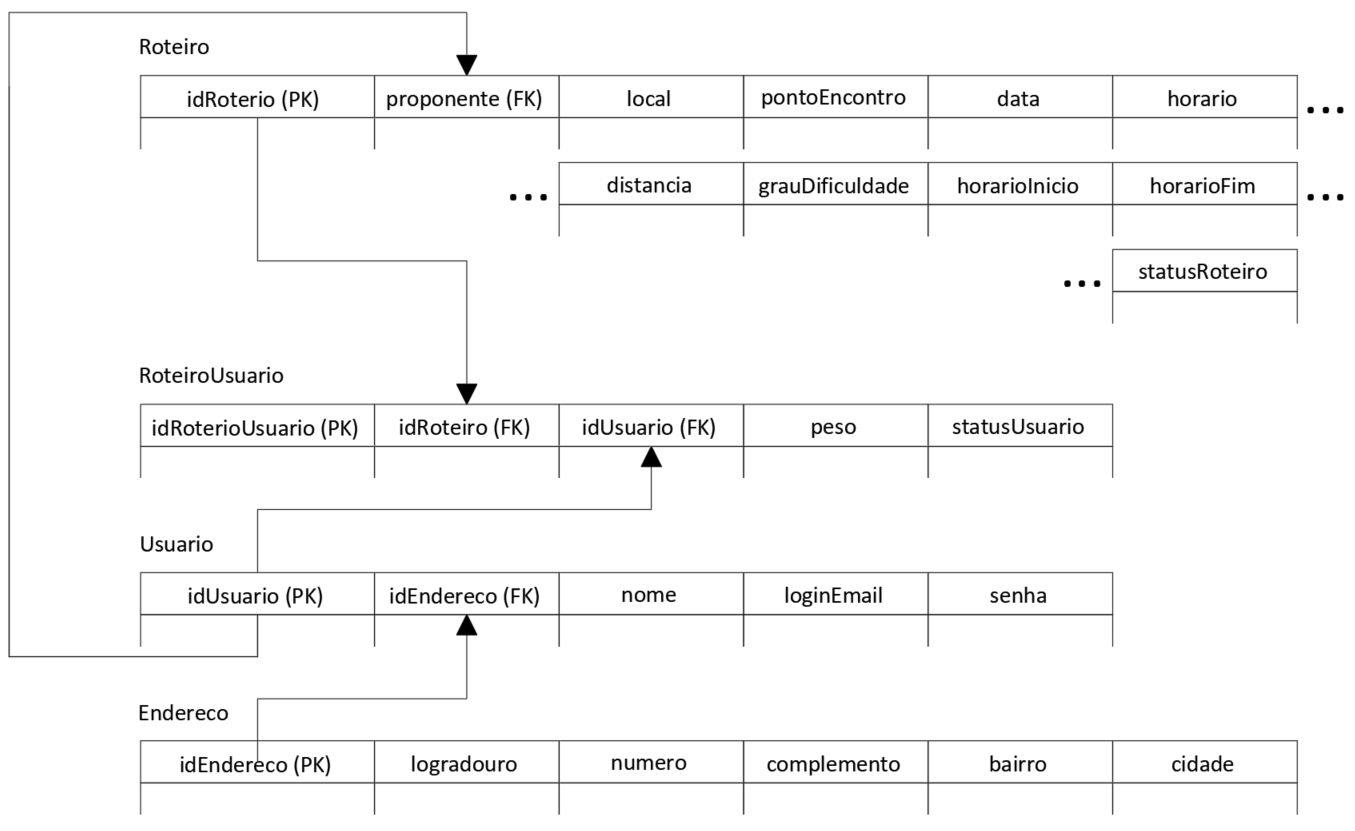 Roteiro
idRoterio (PK) proponente (FK) local pontoEncontro data horario ...
... distancia grauDificuldade horarioInicio horarioFim ...
... statusRoteiro
RoteiroUsuario
idRoterioUsuario (PK) idRoteiro (FK) idUsuario (FK) peso statusUsuario
Usuario
idUsuario (PK) idEndereco (FK) nome loginEmail senha
Endereco
idEndereco (PK) logradouro numero complemento bairro cidade